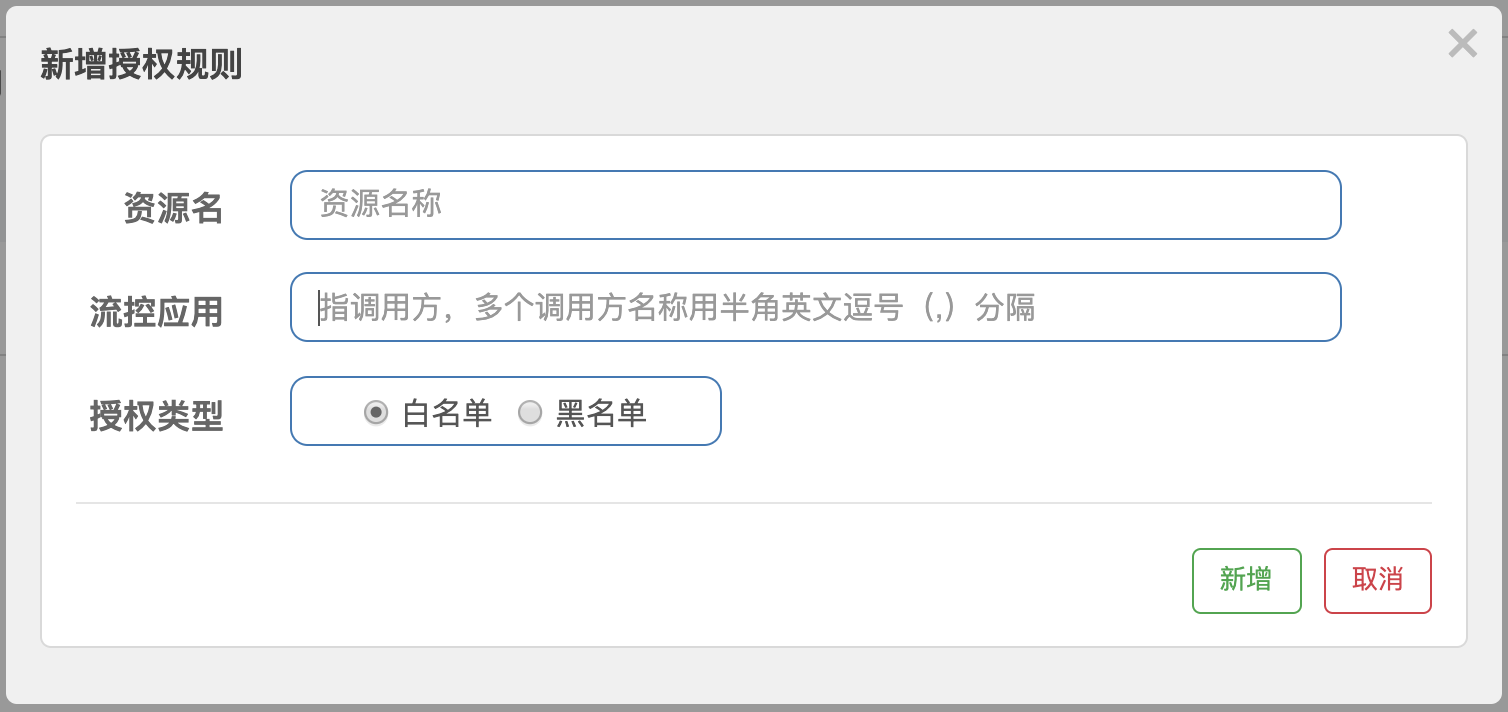 新增授权规则
资源名
资源名称
流控应用
指调用方，多个调用方名称用半角英文逗号（,）分隔
授权类型
白名单 黑名单
新增 取消